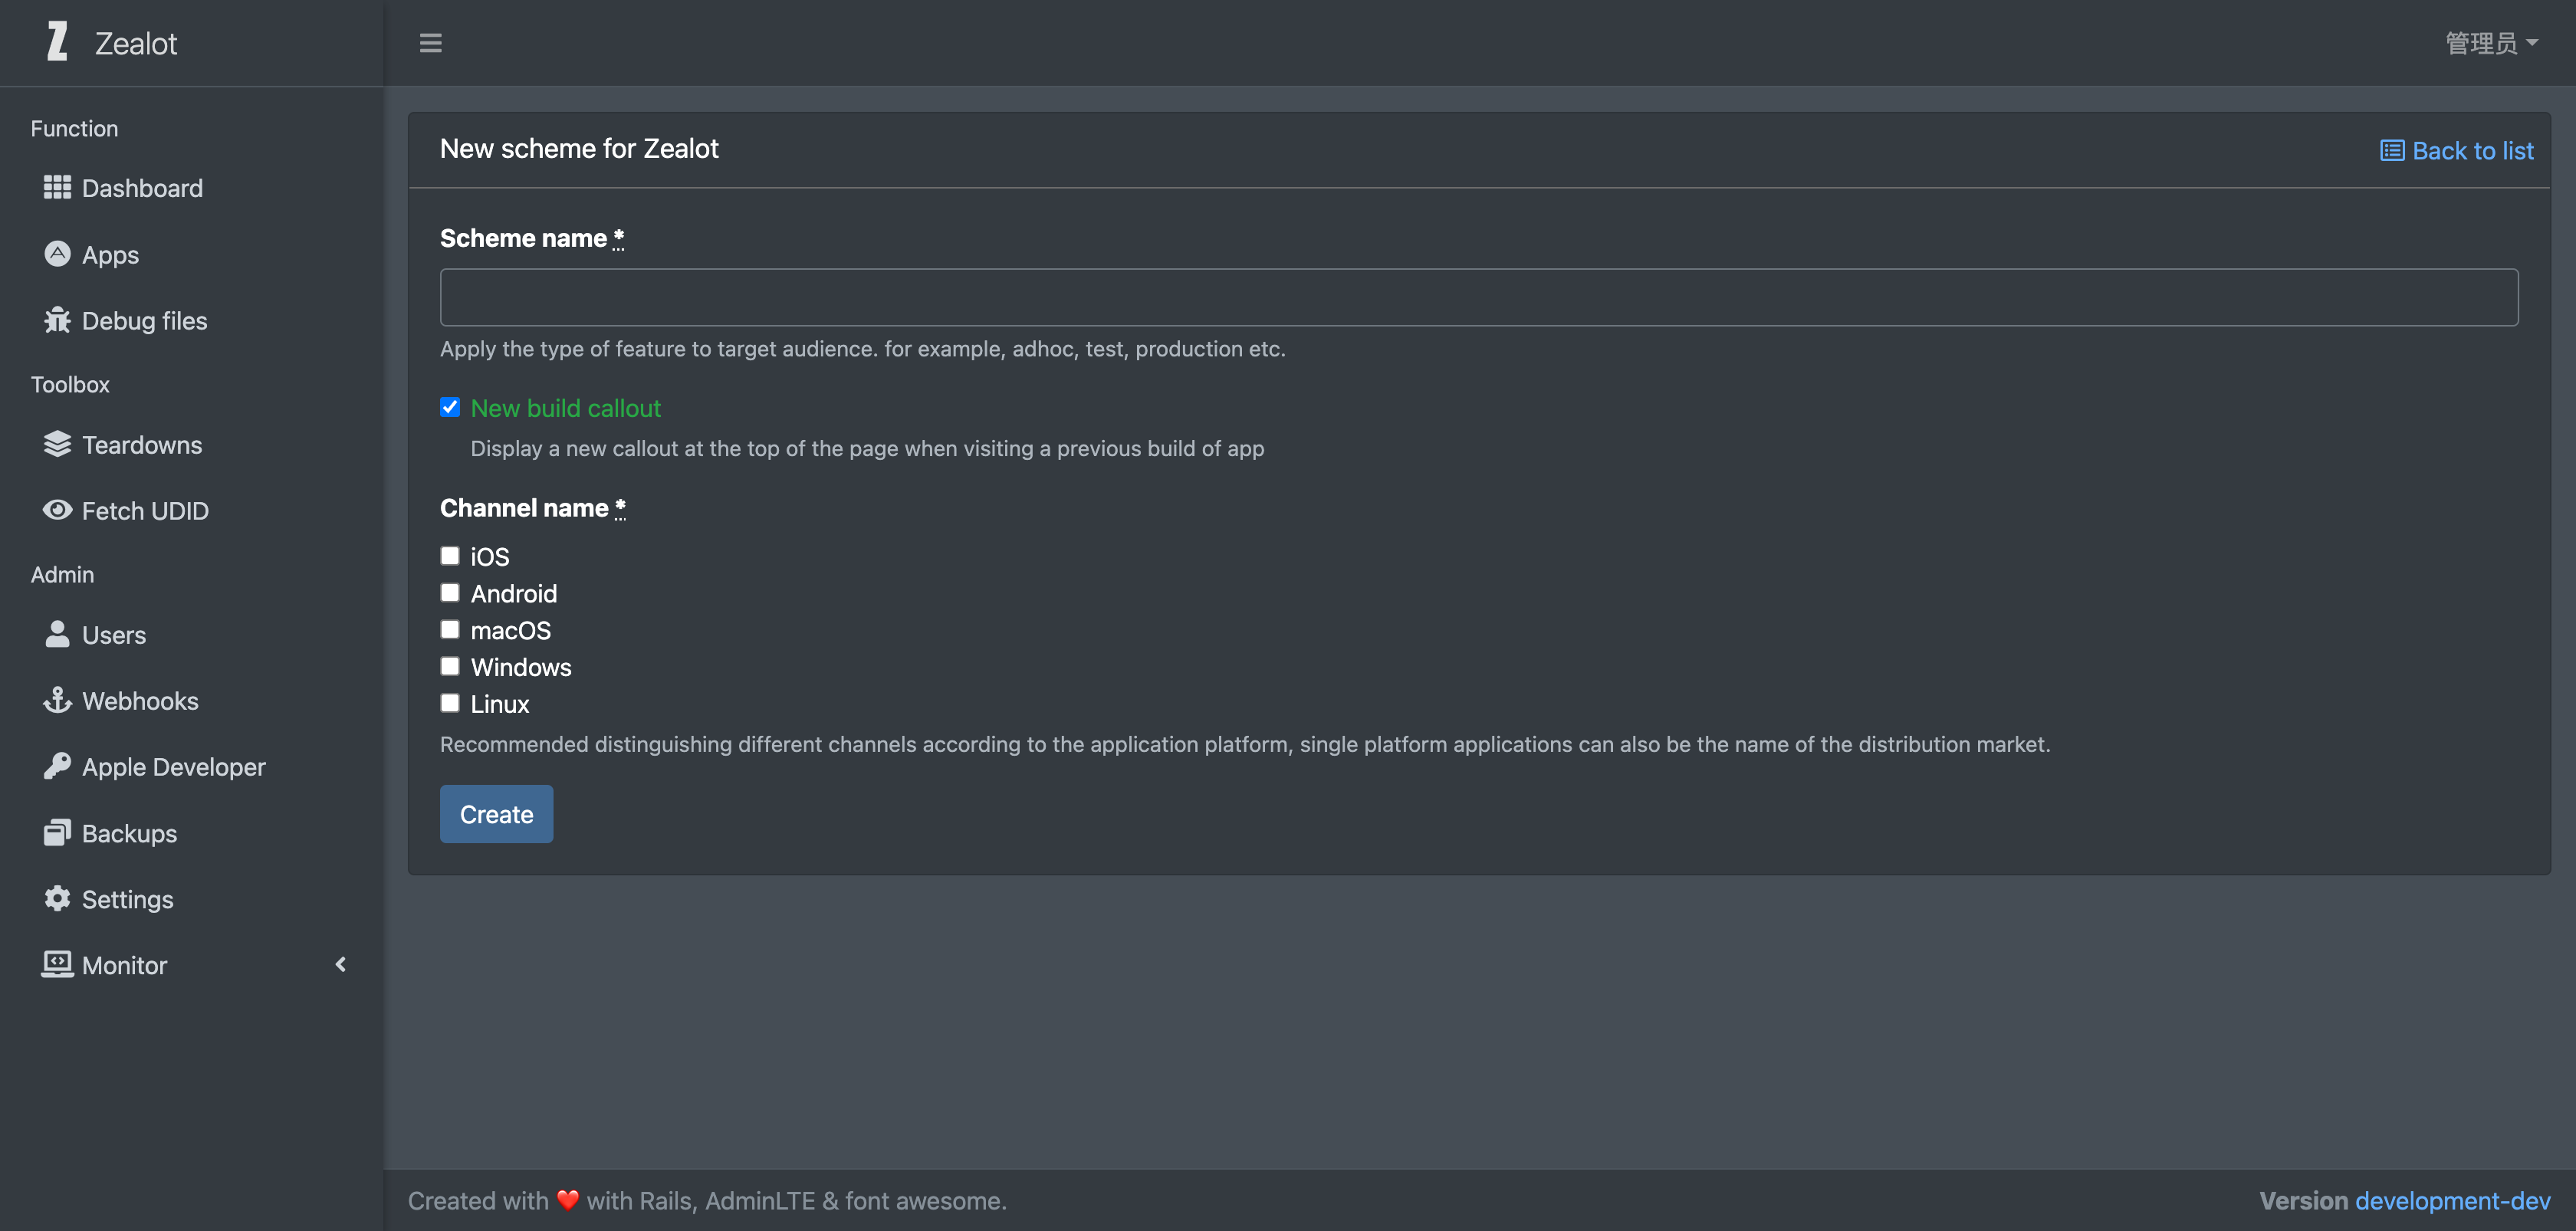 Zealot
管理员
Function
Dashboard
Apps
Debug files
Toolbox
Teardowns
Fetch UDID
Admin
Users
Webhooks
Apple Developer
Backups
Settings
Monitor
New scheme for Zealot
Back to list
Scheme name *
Apply the type of feature to target audience. for example, adhoc, test, production etc.
New build callout
Display a new callout at the top of the page when visiting a previous build of app
Channel name *
iOS
Android
macOS
Windows
Linux
Recommended distinguishing different channels according to the application platform, single platform applications can also be the name of the distribution market.
Create
Created with ❤️ with Rails, AdminLTE & font awesome.
Version development-dev